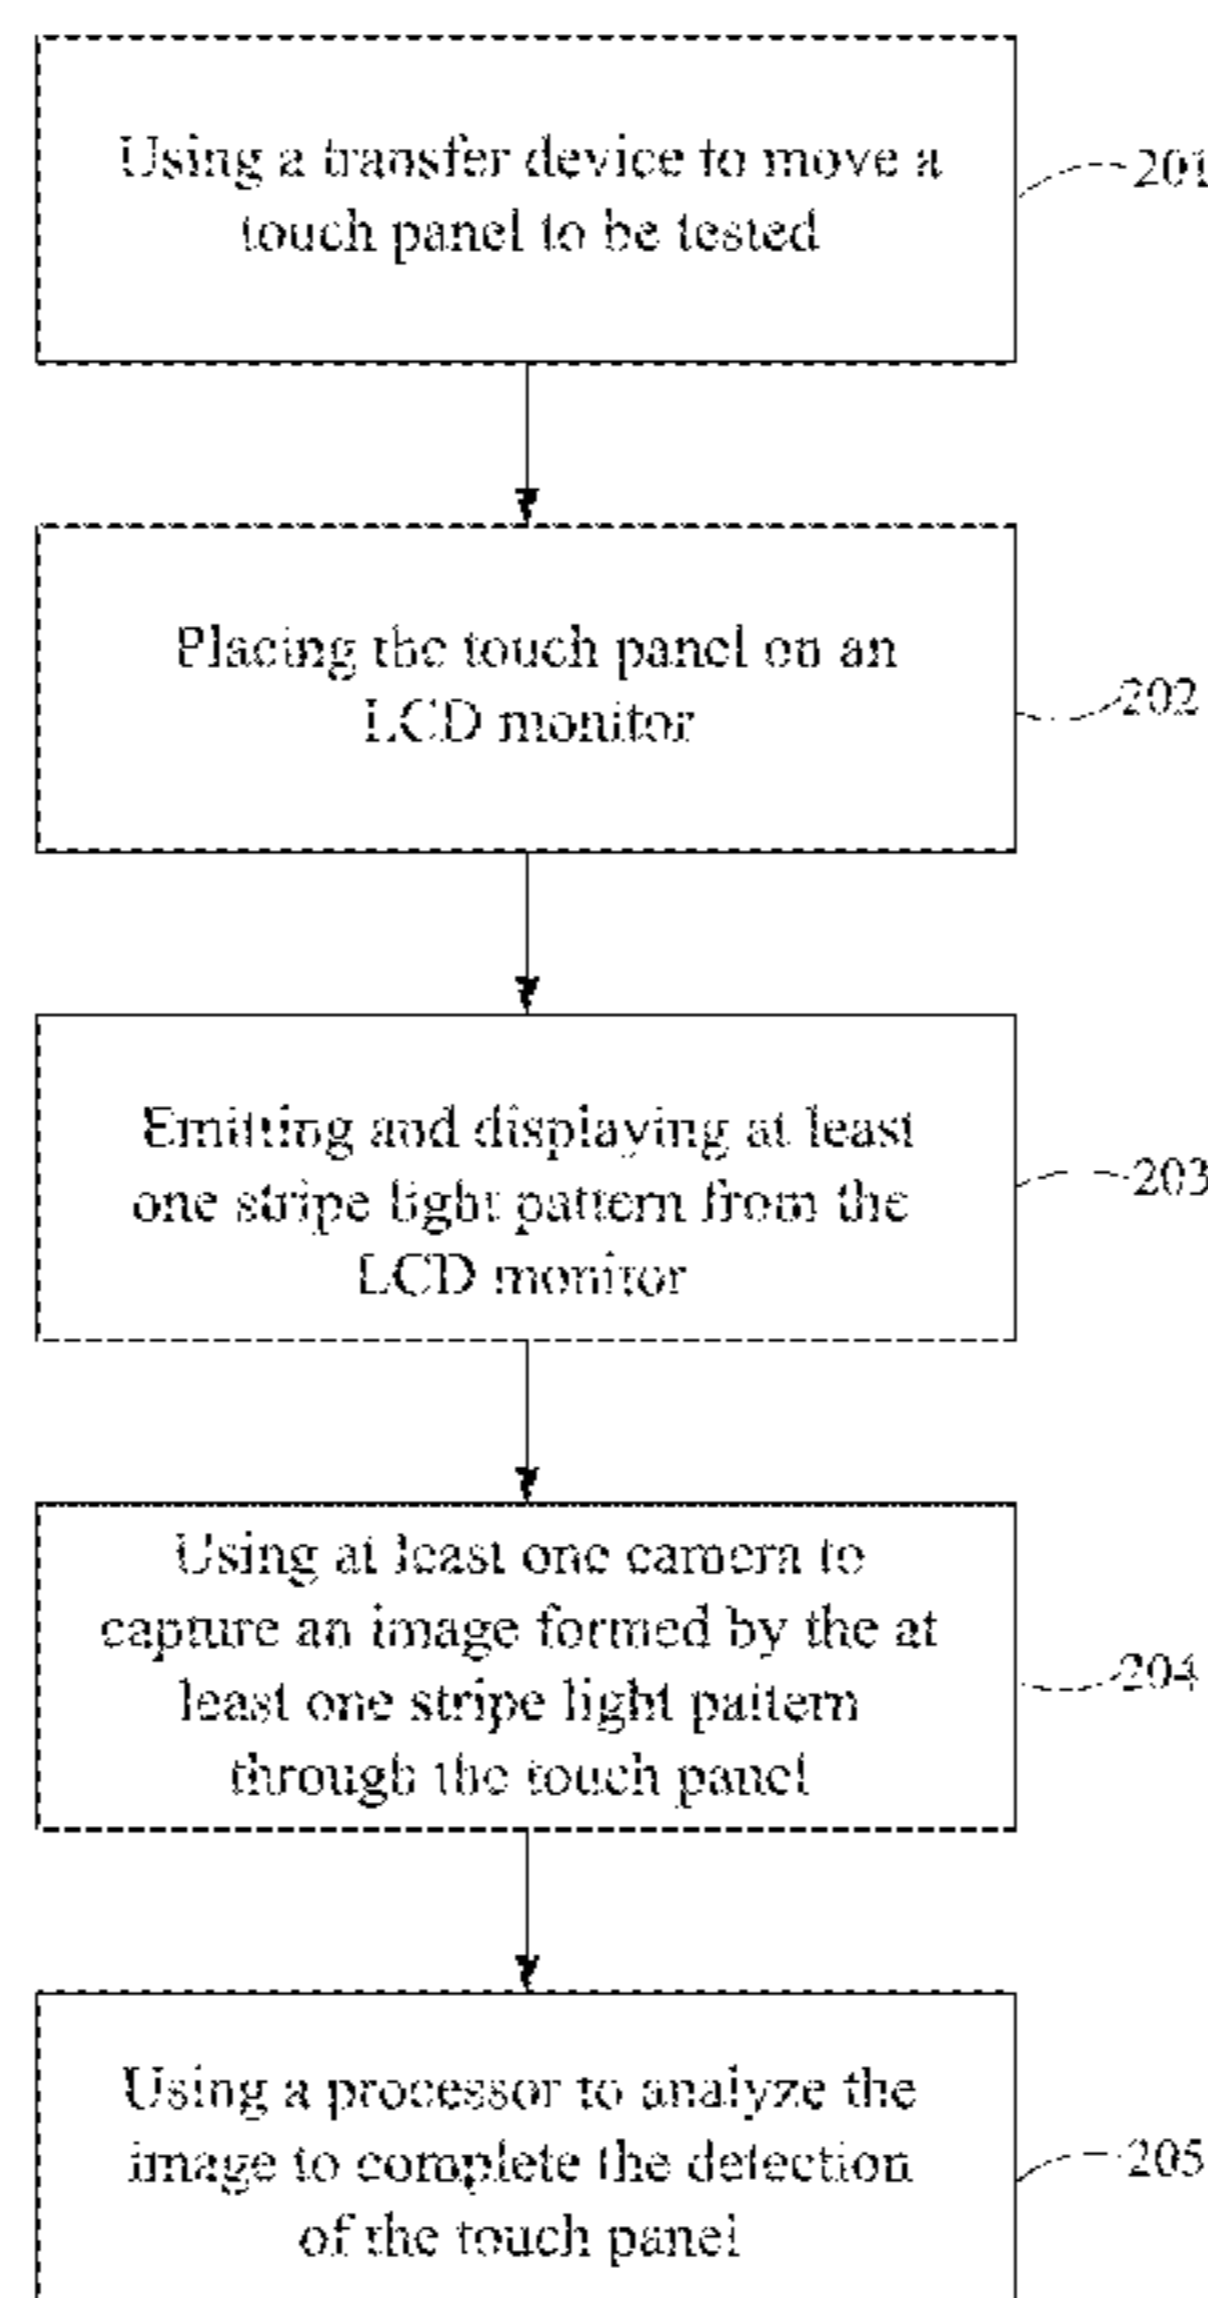 Using a transfer device to move a
touch panel to be tested
201
Placing the touch panel on an
LCD monitor
202
Emitting and displaying at least
one stripe light pattern from the
LCD monitor
203
Using at least one camera to
capture an image formed by the at
least one stripe light pattern
through the touch panel
204
Using a processor to analyze the
image to complete the detection
of the touch panel
205